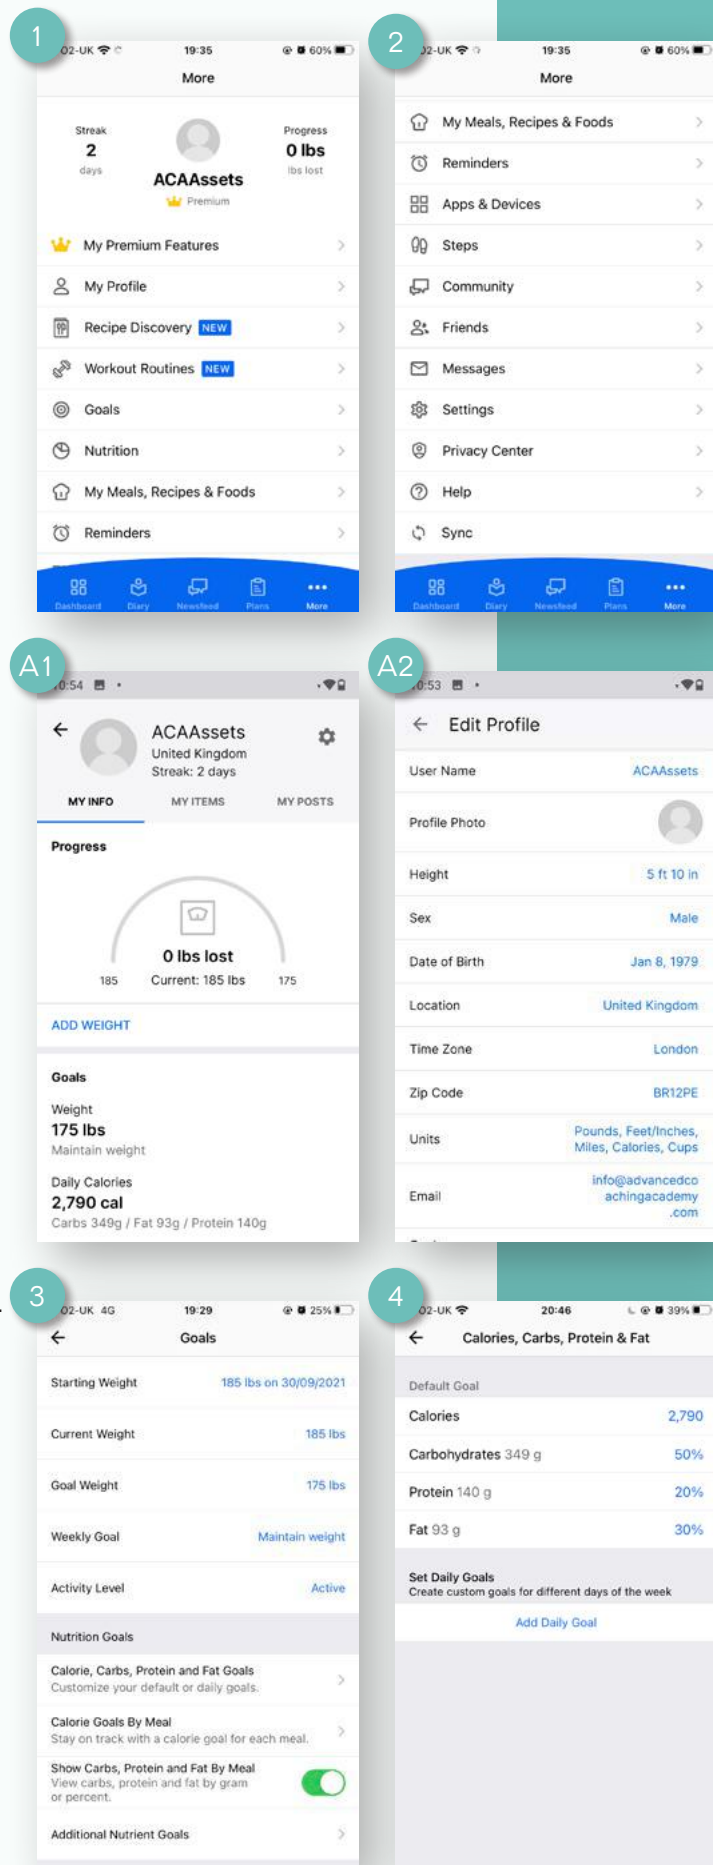 1
O2-UK
19:35
60%
More
Streak
2
days
ACAAssets
Premium
Progress
0 lbs
lbs lost
My Premium Features
My Profile
Recipe Discovery NEW
Workout Routines NEW
Goals
Nutrition
My Meals, Recipes & Foods
Reminders
Dashboard Diary Newsfeed Plans More
2
O2-UK
19:35
60%
More
My Meals, Recipes & Foods
Reminders
Apps & Devices
Steps
Community
Friends
Messages
Settings
Privacy Center
Help
Sync
Dashboard Diary Newsfeed Plans More
A1
0:54
ACAAssets
United Kingdom
Streak: 2 days
MY INFO MY ITEMS MY POSTS
Progress
0 lbs lost
185 Current: 185 lbs 175
ADD WEIGHT
Goals
Weight
175 lbs
Maintain weight
Daily Calories
2,790 cal
Carbs 349g / Fat 93g / Protein 140g
A2
0:53
Edit Profile
User Name ACAAssets
Profile Photo
Height 5 ft 10 in
Sex Male
Date of Birth Jan 8, 1979
Location United Kingdom
Time Zone London
Zip Code BR12PE
Units Pounds, Feet/Inches,
Miles, Calories, Cups
Email info@advancedco
achingacademy
.com
3
O2-UK 4G
19:29
25%
Goals
Starting Weight 185 lbs on 30/09/2021
Current Weight 185 lbs
Goal Weight 175 lbs
Weekly Goal Maintain weight
Activity Level Active
Nutrition Goals
Calorie, Carbs, Protein and Fat Goals
Customize your default or daily goals.
Calorie Goals By Meal
Stay on track with a calorie goal for each meal.
Show Carbs, Protein and Fat By Meal
View carbs, protein and fat by gram
or percent.
Additional Nutrient Goals
4
O2-UK
20:46
39%
Calories, Carbs, Protein & Fat
Default Goal
Calories 2,790
Carbohydrates 349 g 50%
Protein 140 g 20%
Fat 93 g 30%
Set Daily Goals
Create custom goals for different days of the week
Add Daily Goal